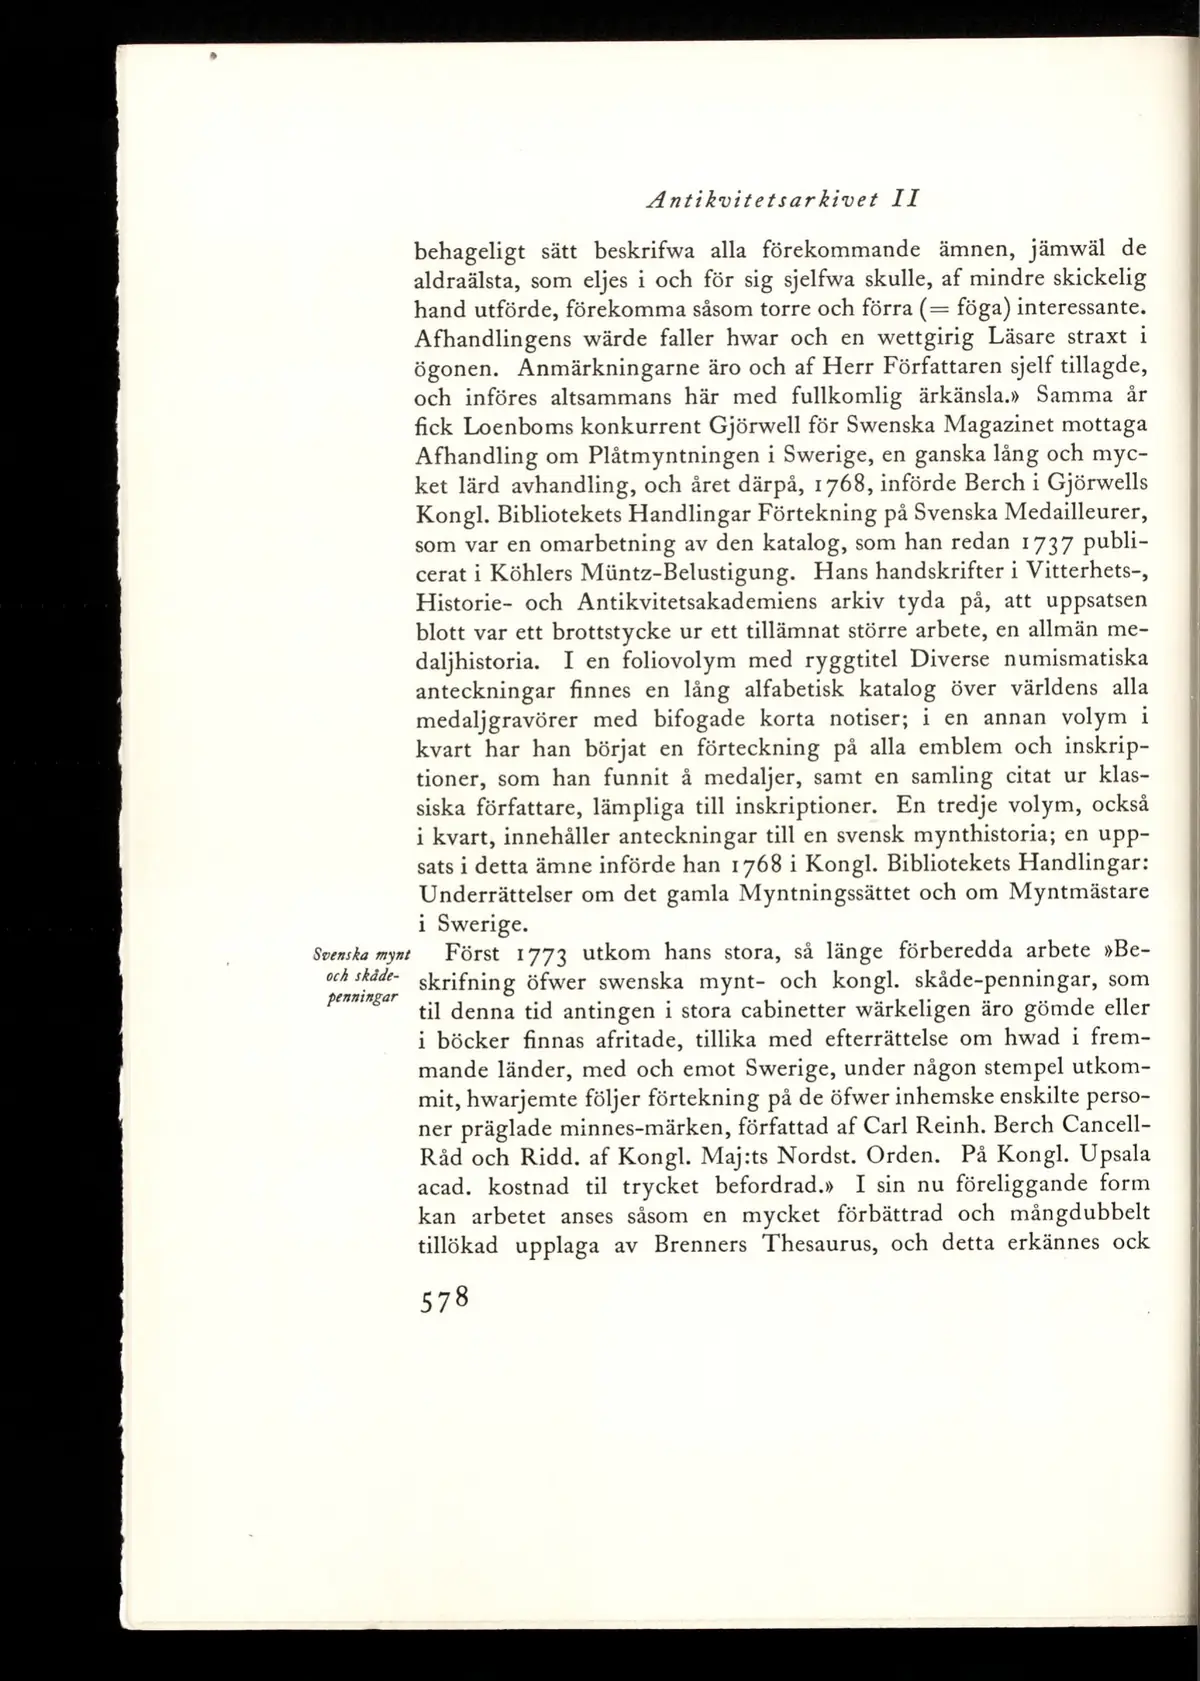 Antikvitetsarkivet II
behageligt sätt beskrifwa alla förekommande ämnen, jämwäl de
aldraälsta, som eljes i och för sig sjelfwa skulle, af mindre skickelig
hand utförde, förekomma såsom torre och förra (= föga) interessante.
Afhandlingens wärde faller hwar och en wettgirig Läsare straxt i
ögonen. Anmärkningarne äro och af Herr Författaren sjelf tillagde,
och införes altsammans här med fullkomlig ärkänsla.» Samma år
fick Loenboms konkurrent Gjörwell för Swenska Magazinet mottaga
Afhandling om Plåtmyntningen i Swerige, en ganska lång och myc-
ket lärd avhandling, och året därpå, 1768, införde Berch i Gjörwells
Kongl. Bibliotekets Handlingar Förtekning på Svenska Medailleurer,
som var en omarbetning av den katalog, som han redan 1737 publi-
cerat i Köhlers Müntz-Belustigung. Hans handskrifter i Vitterhets-,
Historie- och Antikvitetsakademiens arkiv tyda på, att uppsatsen
blott var ett brottstycke ur ett tillämnat större arbete, en allmän me-
daljhistoria. I en foliovolym med ryggtitel Diverse numismatiska
anteckningar finnes en lång alfabetisk katalog över världens alla
medaljgravörer med bifogade korta notiser; i en annan volym i
kvart har han börjat en förteckning på alla emblem och inskrip-
tioner, som han funnit å medaljer, samt en samling citat ur klas-
siska författare, lämpliga till inskriptioner. En tredje volym, också
i kvart, innehåller anteckningar till en svensk mynthistoria; en upp-
sats i detta ämne införde han 1768 i Kongl. Bibliotekets Handlingar:
Underrättelser om det gamla Myntningssättet och om Myntmästare
i Swerige.
Svenska mynt
och skåde-
penningar
Först 1773 utkom hans stora, så länge förberedda arbete »Be-
skrifning öfwer swenska mynt- och kongl. skåde-penningar, som
til denna tid antingen i stora cabinetter wärkeligen äro gömde eller
i böcker finnas afritade, tillika med efterrättelse om hwad i frem-
mande länder, med och emot Swerige, under någon stempel utkom-
mit, hwarjemte följer förtekning på de öfwer inhemske enskilte perso-
ner präglade minnes-märken, författad af Carl Reinh. Berch Cancell-
Råd och Ridd. af Kongl. Maj:ts Nordst. Orden. På Kongl. Upsala
acad. kostnad til trycket befordrad.» I sin nu föreliggande form
kan arbetet anses såsom en mycket förbättrad och mångdubbelt
tillökad upplaga av Brenners Thesaurus, och detta erkännes ock
578